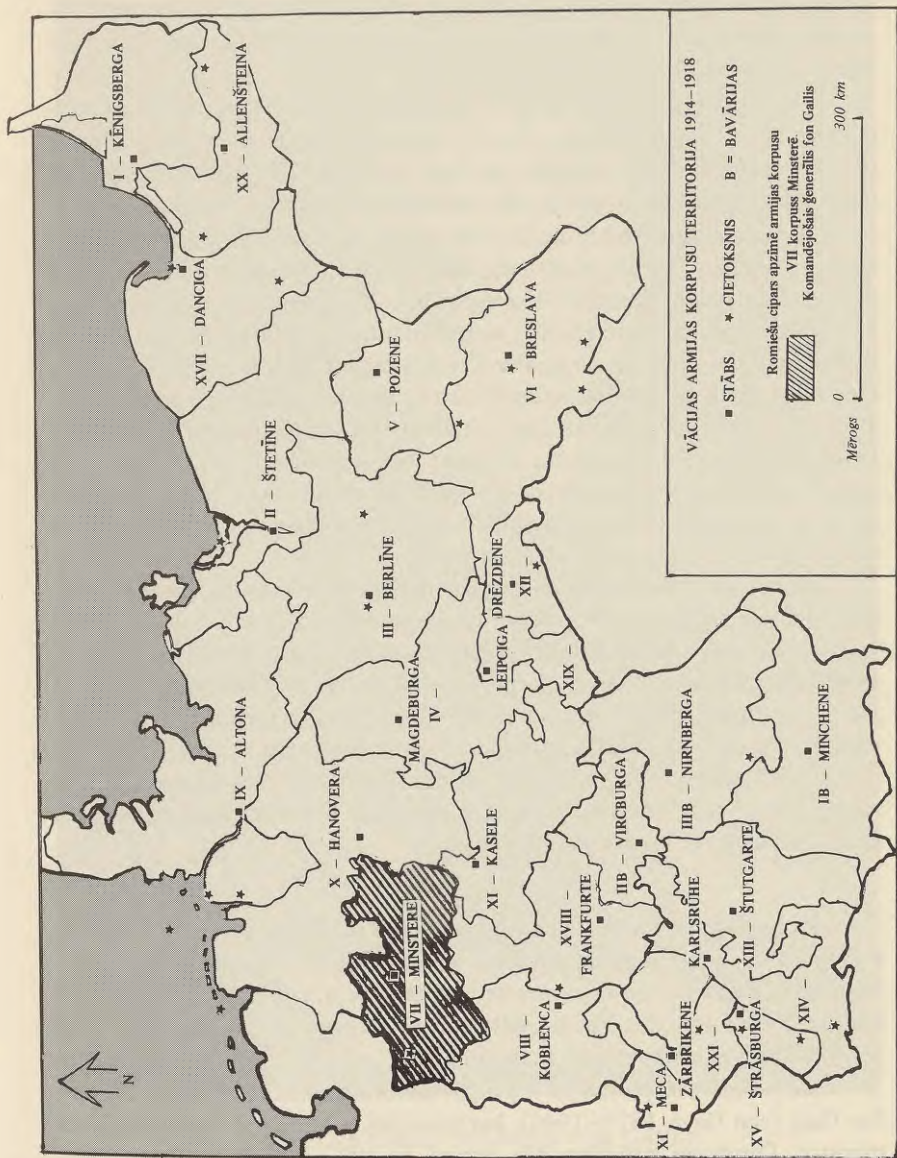 N
I – KĒNIGSBERGA
XX – ALLENŠTEINA
XVII – DANCIGA
II – ŠTETĪNE
V – POZENE
VI – BRESLAVA
III – BERLĪNE
IX – ALTONA
X – HANOVERA
MAGDEBURGA
IV –
LEIPCIGA
XIX –
DRĒZDENE
XII –
VII – MINSTERE
XI – KASELE
VIII –
KOBLENCA
XVIII –
FRANKFURTE
IIB – VIRCBURGA
IIIB – NIRNBERGA
IB – MINCHENE
KARLSRŪHE
XIII – ŠTUTGARTE
XIV –
XI – MECA
ZĀRBRIKENE
XXI –
XV – ŠTRĀSBURGA
VĀCIJAS ARMIJAS KORPUSU TERRITORIJA 1914–1918
STĀBS CIETOKSNIS B = BAVĀRIJAS
Romiešu cipars apzīmē armijas korpusu
VII korpuss Minsterē
Komandējošais ģenerālis fon Gailis
Mērogs 0 300 km